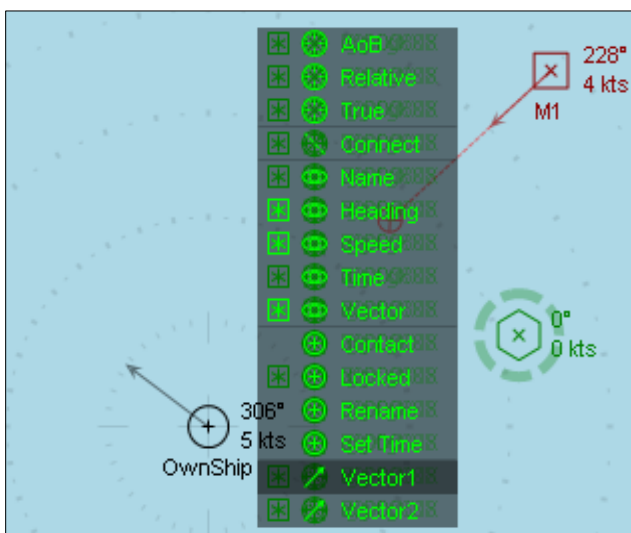 AoB
Relative
True
Connect
Name
Heading
Speed
Time
Vector
Contact
Locked
Rename
Set Time
Vector1
Vector2
228°
4 kts
M1
0°
0 kts
306°
5 kts
OwnShip